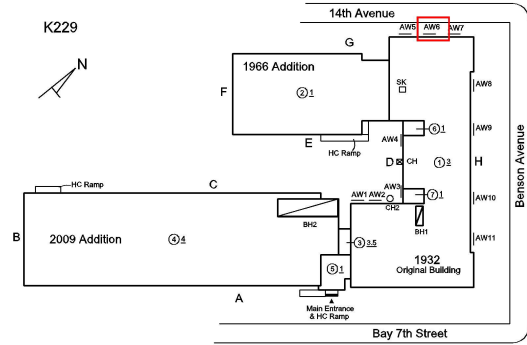 14th Avenue
K229
AW5 AW6 AW7
G
N
1966 Addition
SK
F
② 1
AW8
⑥ 1
AW9
AW4
E
HC Ramp
D CH
① 3
H
Benson Avenue
HC Ramp
C
AW3
⑦ 1
AW1 AW2
AW10
CH2
BH2
BH1
B
2009 Addition
④ 4
③ 3.5
AW11
1932
Original Building
⑤ 1
A
Main Entrance
& HC Ramp
Bay 7th Street